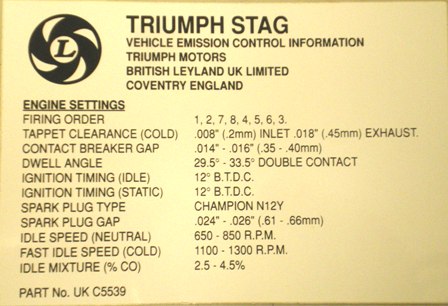 L
TRIUMPH STAG
VEHICLE EMISSION CONTROL INFORMATION
TRIUMPH MOTORS
BRITISH LEYLAND UK LIMITED
COVENTRY ENGLAND
ENGINE SETTINGS
FIRING ORDER 1, 2, 7, 8, 4, 5, 6, 3.
TAPPET CLEARANCE (COLD) .008" (.2mm) INLET .018" (.45mm) EXHAUST.
CONTACT BREAKER GAP .014" - .016" (.35 - .40mm)
DWELL ANGLE 29.5° - 33.5° DOUBLE CONTACT
IGNITION TIMING (IDLE) 12° B.T.D.C.
IGNITION TIMING (STATIC) 12° B.T.D.C.
SPARK PLUG TYPE CHAMPION N12Y
SPARK PLUG GAP .024" - .026" (.61 - .66mm)
IDLE SPEED (NEUTRAL) 650 - 850 R.P.M.
FAST IDLE SPEED (COLD) 1100 - 1300 R.P.M.
IDLE MIXTURE (% CO) 2.5 - 4.5%
PART No. UK C5539